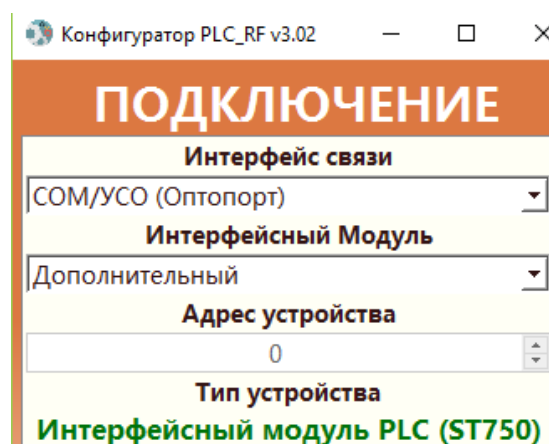 Конфигуратор PLC_RF v3.02
ПОДКЛЮЧЕНИЕ
Интерфейс связи
COM/УСО (Оптопорт)
Интерфейсный Модуль
Дополнительный
Адрес устройства
0
Тип устройства
Интерфейсный модуль PLC (ST750)